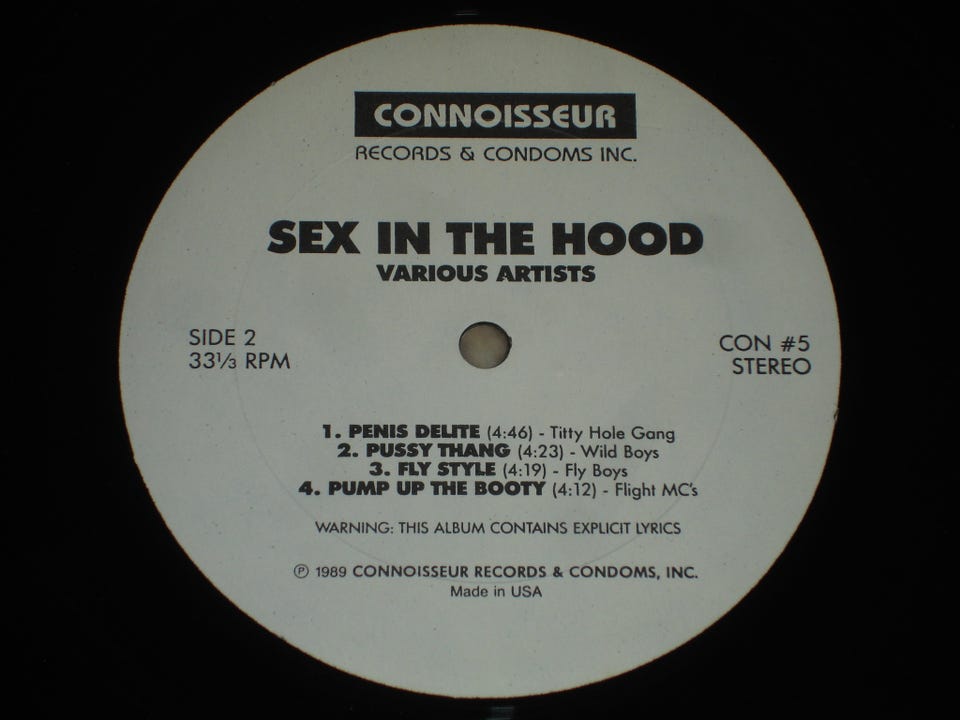 CONNOISSEUR
RECORDS & CONDOMS INC.
SEX IN THE HOOD
VARIOUS ARTISTS
SIDE 2
33⅓ RPM
CON #5
STEREO
1. PENIS DELITE (4:46) - Titty Hole Gang
2. PUSSY THANG (4:23) - Wild Boys
3. FLY STYLE (4:19) - Fly Boys
4. PUMP UP THE BOOTY (4:12) - Flight MC's
WARNING: THIS ALBUM CONTAINS EXPLICIT LYRICS
℗ 1989 CONNOISSEUR RECORDS & CONDOMS, INC.
Made in USA